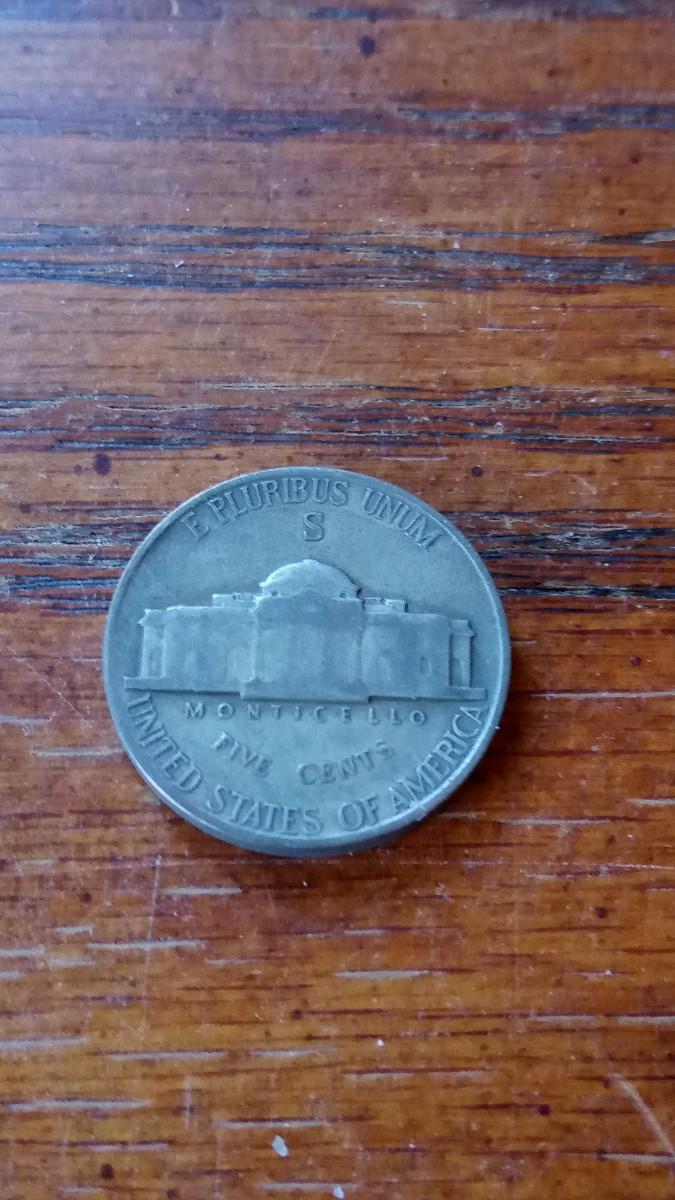 E PLURIBUS UNUM
S
MONTICELLO
FIVE CENTS
UNITED STATES OF AMERICA